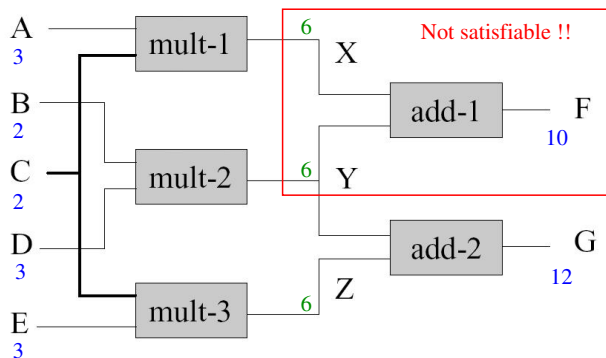 A
3
B
2
C
2
D
3
E
3
mult-1
mult-2
mult-3
6
X
6
Y
6
Z
Not satisfiable !!
add-1
F
10
add-2
G
12